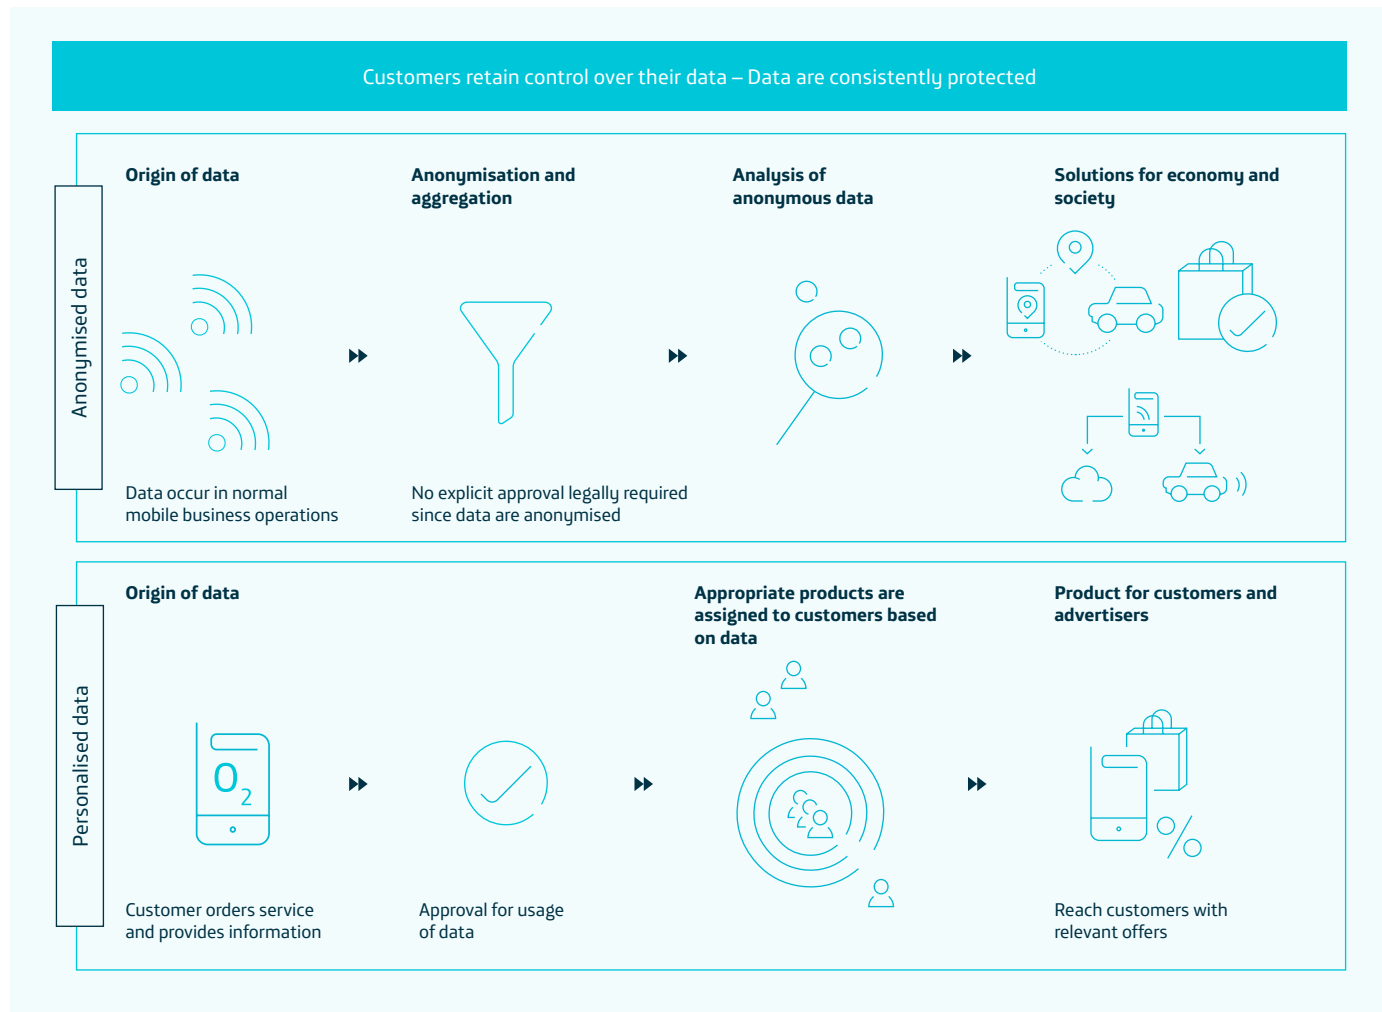 Customers retain control over their data – Data are consistently protected
Anonymised data
Origin of data
Anonymisation and
aggregation
Analysis of
anonymous data
Solutions for economy and
society
Data occur in normal
mobile business operations
No explicit approval legally required
since data are anonymised
Personalised data
Origin of data
Appropriate products are
assigned to customers based
on data
Product for customers and
advertisers
O2
Customer orders service
and provides information
Approval for usage
of data
Reach customers with
relevant offers